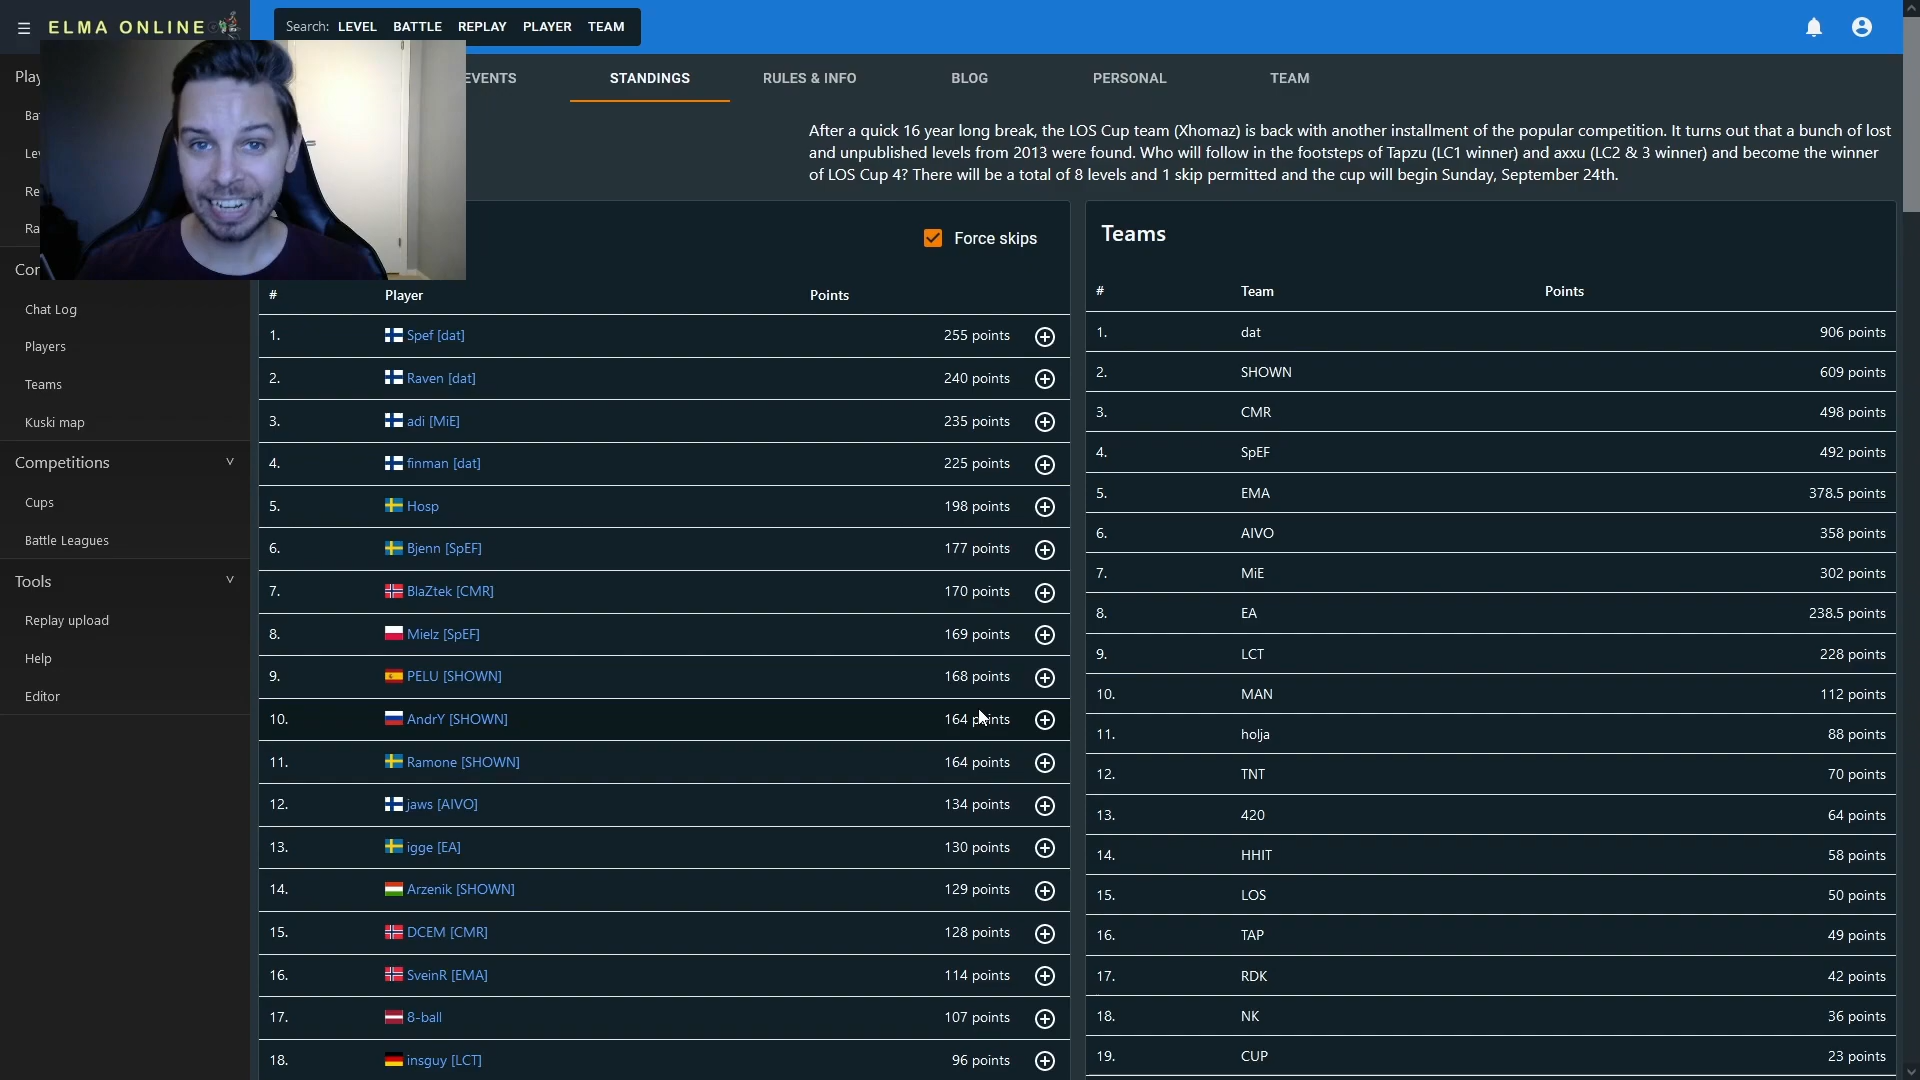 ELMA ONLINE
Search: LEVEL BATTLE REPLAY PLAYER TEAM
EVENTS STANDINGS RULES & INFO BLOG PERSONAL TEAM
After a quick 16 year long break, the LOS Cup team (Xhomaz) is back with another installment of the popular competition. It turns out that a bunch of lost
and unpublished levels from 2013 were found. Who will follow in the footsteps of Tapzu (LC1 winner) and axxu (LC2 & 3 winner) and become the winner
of LOS Cup 4? There will be a total of 8 levels and 1 skip permitted and the cup will begin Sunday, September 24th.
Play
Ba
Lev
Re
Ra
Cor
Chat Log
Players
Teams
Kuski map
Competitions
Cups
Battle Leagues
Tools
Replay upload
Help
Editor
Force skips
# Player Points
1. Spef [dat] 255 points
2. Raven [dat] 240 points
3. adi [MiE] 235 points
4. finman [dat] 225 points
5. Hosp 198 points
6. Bjenn [SpEF] 177 points
7. BlaZtek [CMR] 170 points
8. Mielz [SpEF] 169 points
9. PELU [SHOWN] 168 points
10. AndrY [SHOWN] 164 points
11. Ramone [SHOWN] 164 points
12. jaws [AIVO] 134 points
13. igge [EA] 130 points
14. Arzenik [SHOWN] 129 points
15. DCEM [CMR] 128 points
16. SveinR [EMA] 114 points
17. 8-ball 107 points
18. insguy [LCT] 96 points
Teams
# Team Points
1. dat 906 points
2. SHOWN 609 points
3. CMR 498 points
4. SpEF 492 points
5. EMA 378.5 points
6. AIVO 358 points
7. MiE 302 points
8. EA 238.5 points
9. LCT 228 points
10. MAN 112 points
11. holja 88 points
12. TNT 70 points
13. 420 64 points
14. HHIT 58 points
15. LOS 50 points
16. TAP 49 points
17. RDK 42 points
18. NK 36 points
19. CUP 23 points